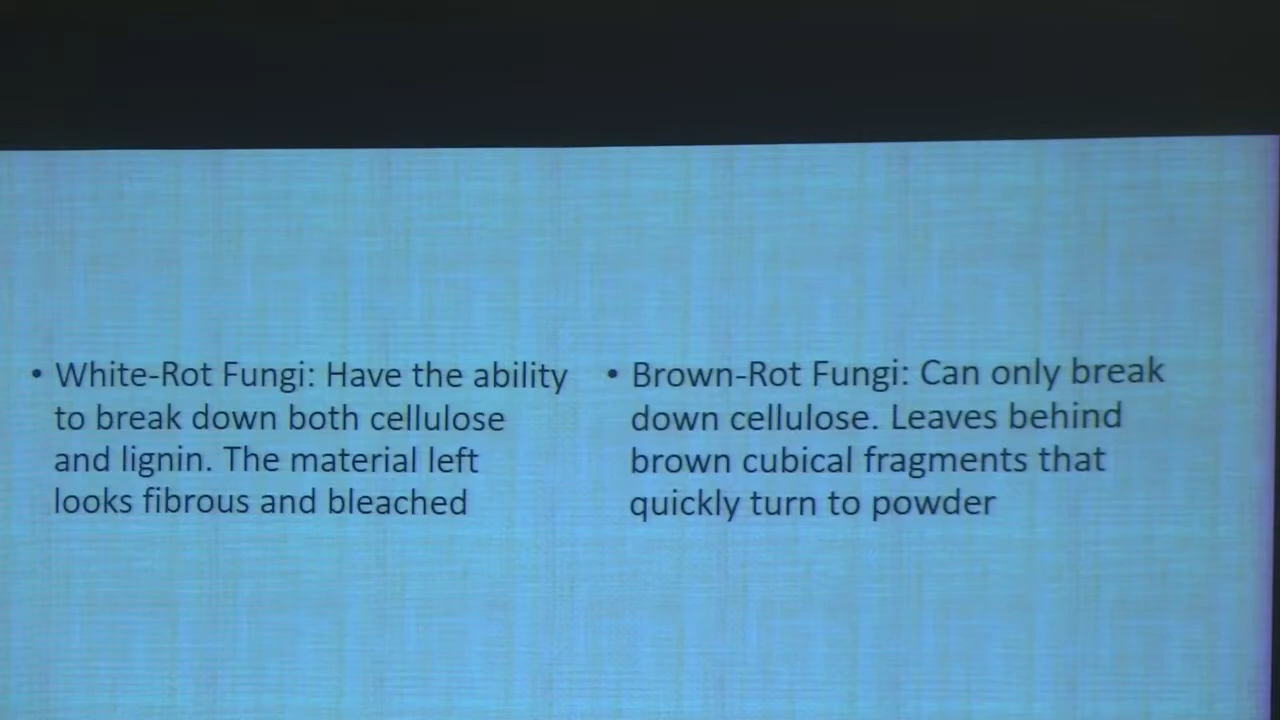 • White-Rot Fungi: Have the ability
to break down both cellulose
and lignin. The material left
looks fibrous and bleached
• Brown-Rot Fungi: Can only break
down cellulose. Leaves behind
brown cubical fragments that
quickly turn to powder